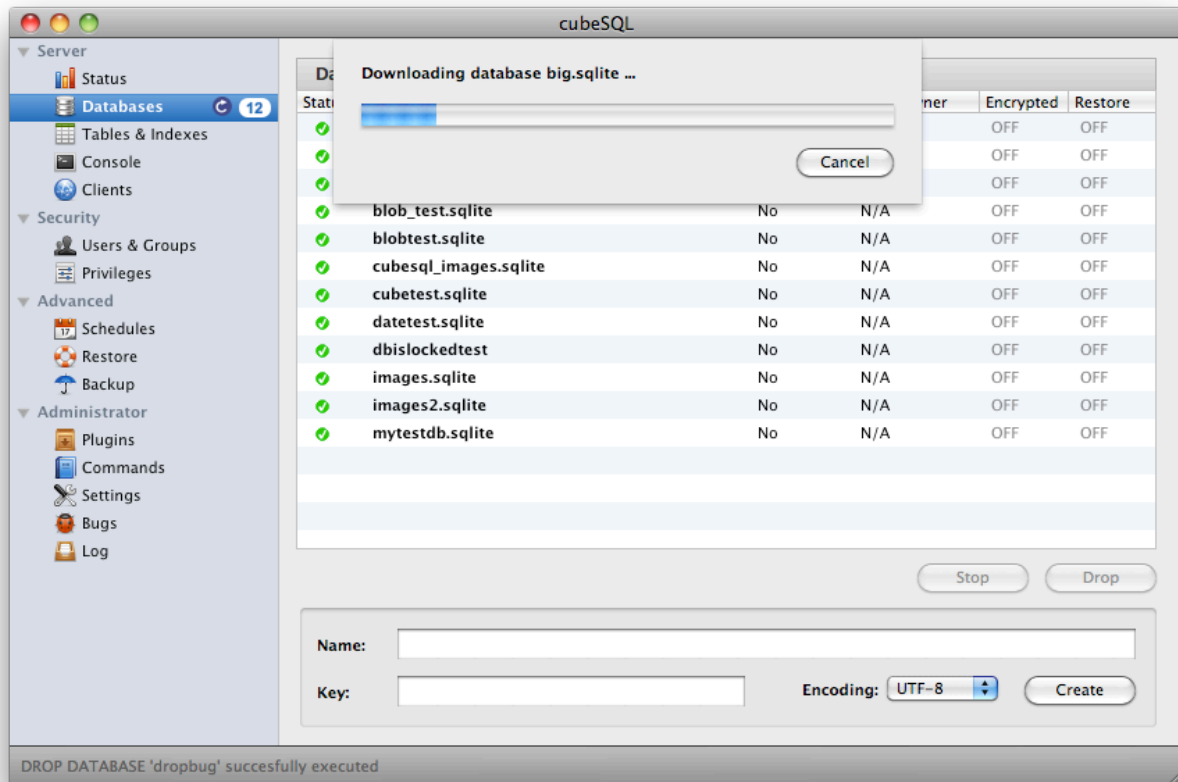 cubeSQL
Server
Status
Databases 12
Tables & Indexes
Console
Clients
Security
Users & Groups
Privileges
Advanced
Schedules
17
Restore
Backup
Administrator
Plugins
Commands
Settings
Bugs
Log
Downloading database big.sqlite ...
Cancel
Encrypted Restore
OFF OFF
OFF OFF
OFF OFF
blob_test.sqlite No N/A OFF OFF
blobtest.sqlite No N/A OFF OFF
cubesql_images.sqlite No N/A OFF OFF
cubetest.sqlite No N/A OFF OFF
datetest.sqlite No N/A OFF OFF
dbislockedtest No N/A OFF OFF
images.sqlite No N/A OFF OFF
images2.sqlite No N/A OFF OFF
mytestdb.sqlite No N/A OFF OFF
Stop Drop
Name:
Key: Encoding: UTF-8 Create
DROP DATABASE 'dropbug' succesfully executed